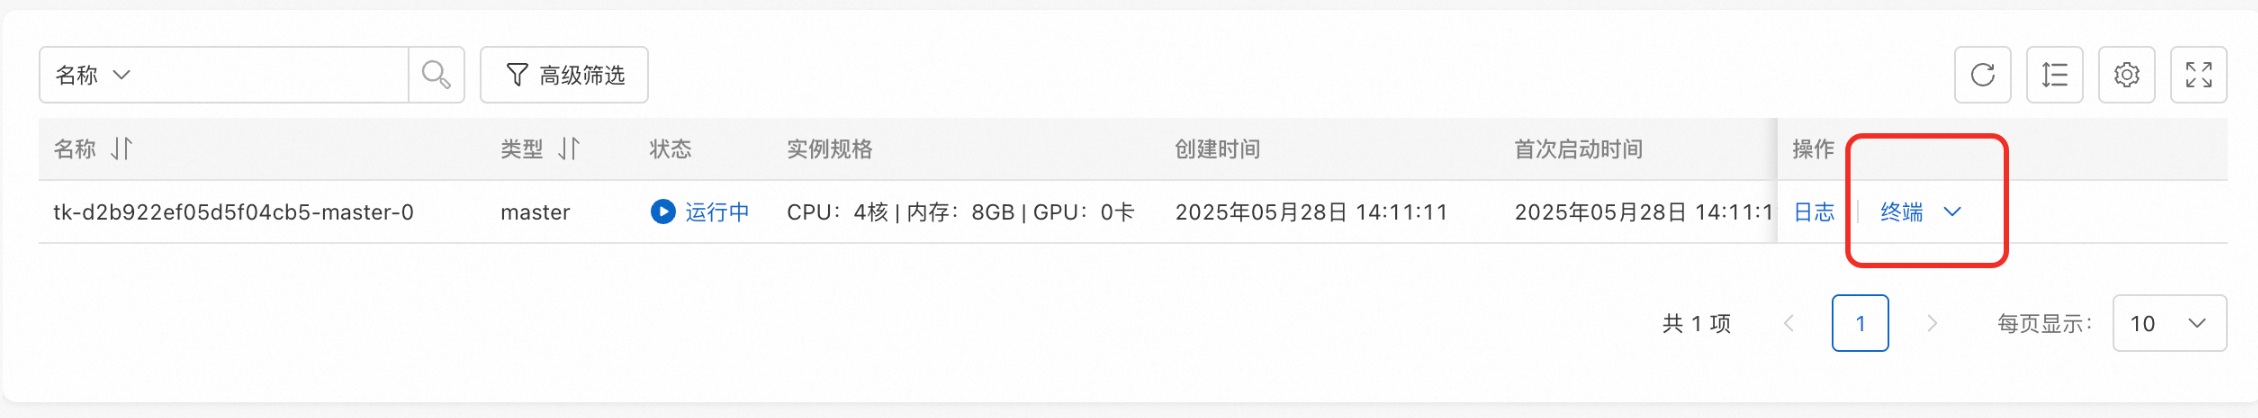 名称 高级筛选
名称 类型 状态 实例规格 创建时间 首次启动时间 操作
tk-d2b922ef05d5f04cb5-master-0 master 运行中 CPU：4核 | 内存：8GB | GPU：0卡 2025年05月28日 14:11:11 2025年05月28日 14:11:1 日志 终端
共 1 项 1 每页显示： 10